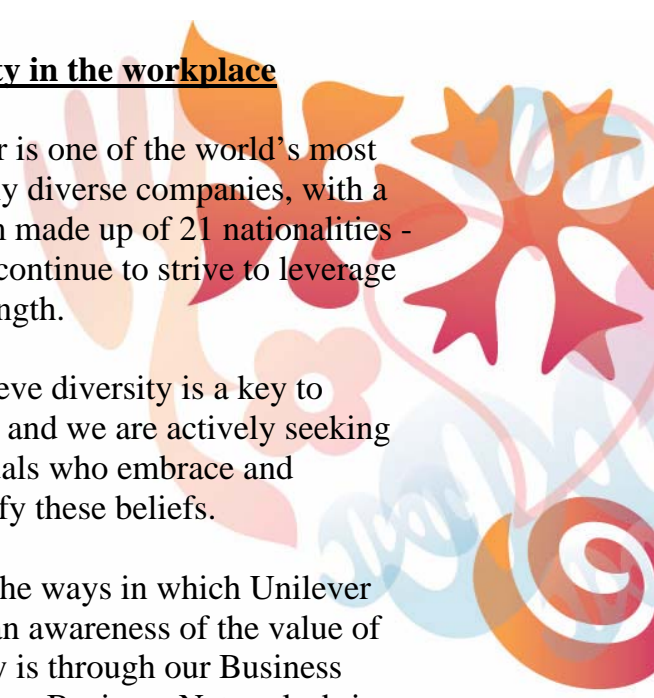 ty in the workplace
r is one of the world’s most
y diverse companies, with a
n made up of 21 nationalities -
continue to strive to leverage
ngth.
eve diversity is a key to
and we are actively seeking
uals who embrace and
fy these beliefs.
he ways in which Unilever
an awareness of the value of
y is through our Business